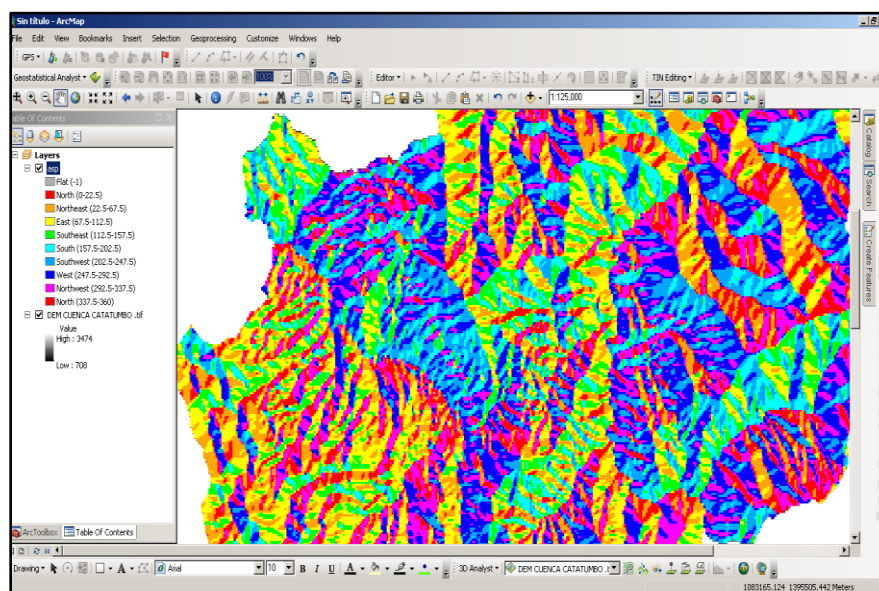 Sin título - ArcMap
File Edit View Bookmarks Insert Selection Geoprocessing Customize Windows Help
GPS
Geostatistical Analyst 100% Editor TIN Editing
1:125,000
Table Of Contents
Layers
asp
Flat (-1)
North (0-22.5)
Northeast (22.5-67.5)
East (67.5-112.5)
Southeast (112.5-157.5)
South (157.5-202.5)
Southwest (202.5-247.5)
West (247.5-292.5)
Northwest (292.5-337.5)
North (337.5-360)
DEM CUENCA CATATUMBO .tif
Value
High : 3474
Low : 708
Catalog
Search
Create Features
ArcToolbox Table Of Contents
Drawing A Arial 10 B I U A 3D Analyst DEM CUENCA CATATUMBO .t
1083165.124 1395505.442 Meters